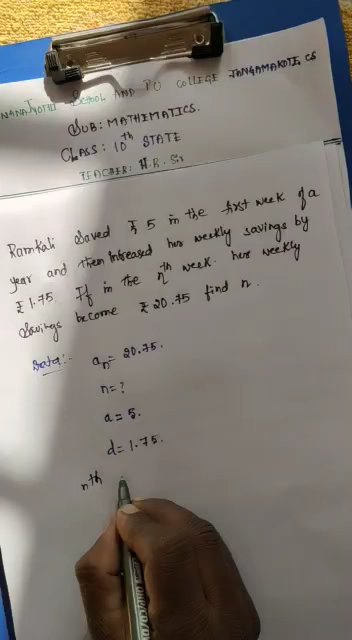 SCHOOL AND PU COLLEGE JANGAMAKOTE, CS
SUB: MATHEMATICS.
CLASS: 10th STATE
TEACHER: H.R. Sir
Ramkali saved ₹ 5 in the first week of a
year and then increased her weekly savings by
₹ 1.75. If in the nth week. her weekly
savings become ₹ 20.75 find n.
Data:-
an = 20.75.
n = ?
a = 5.
d = 1.75.
nth